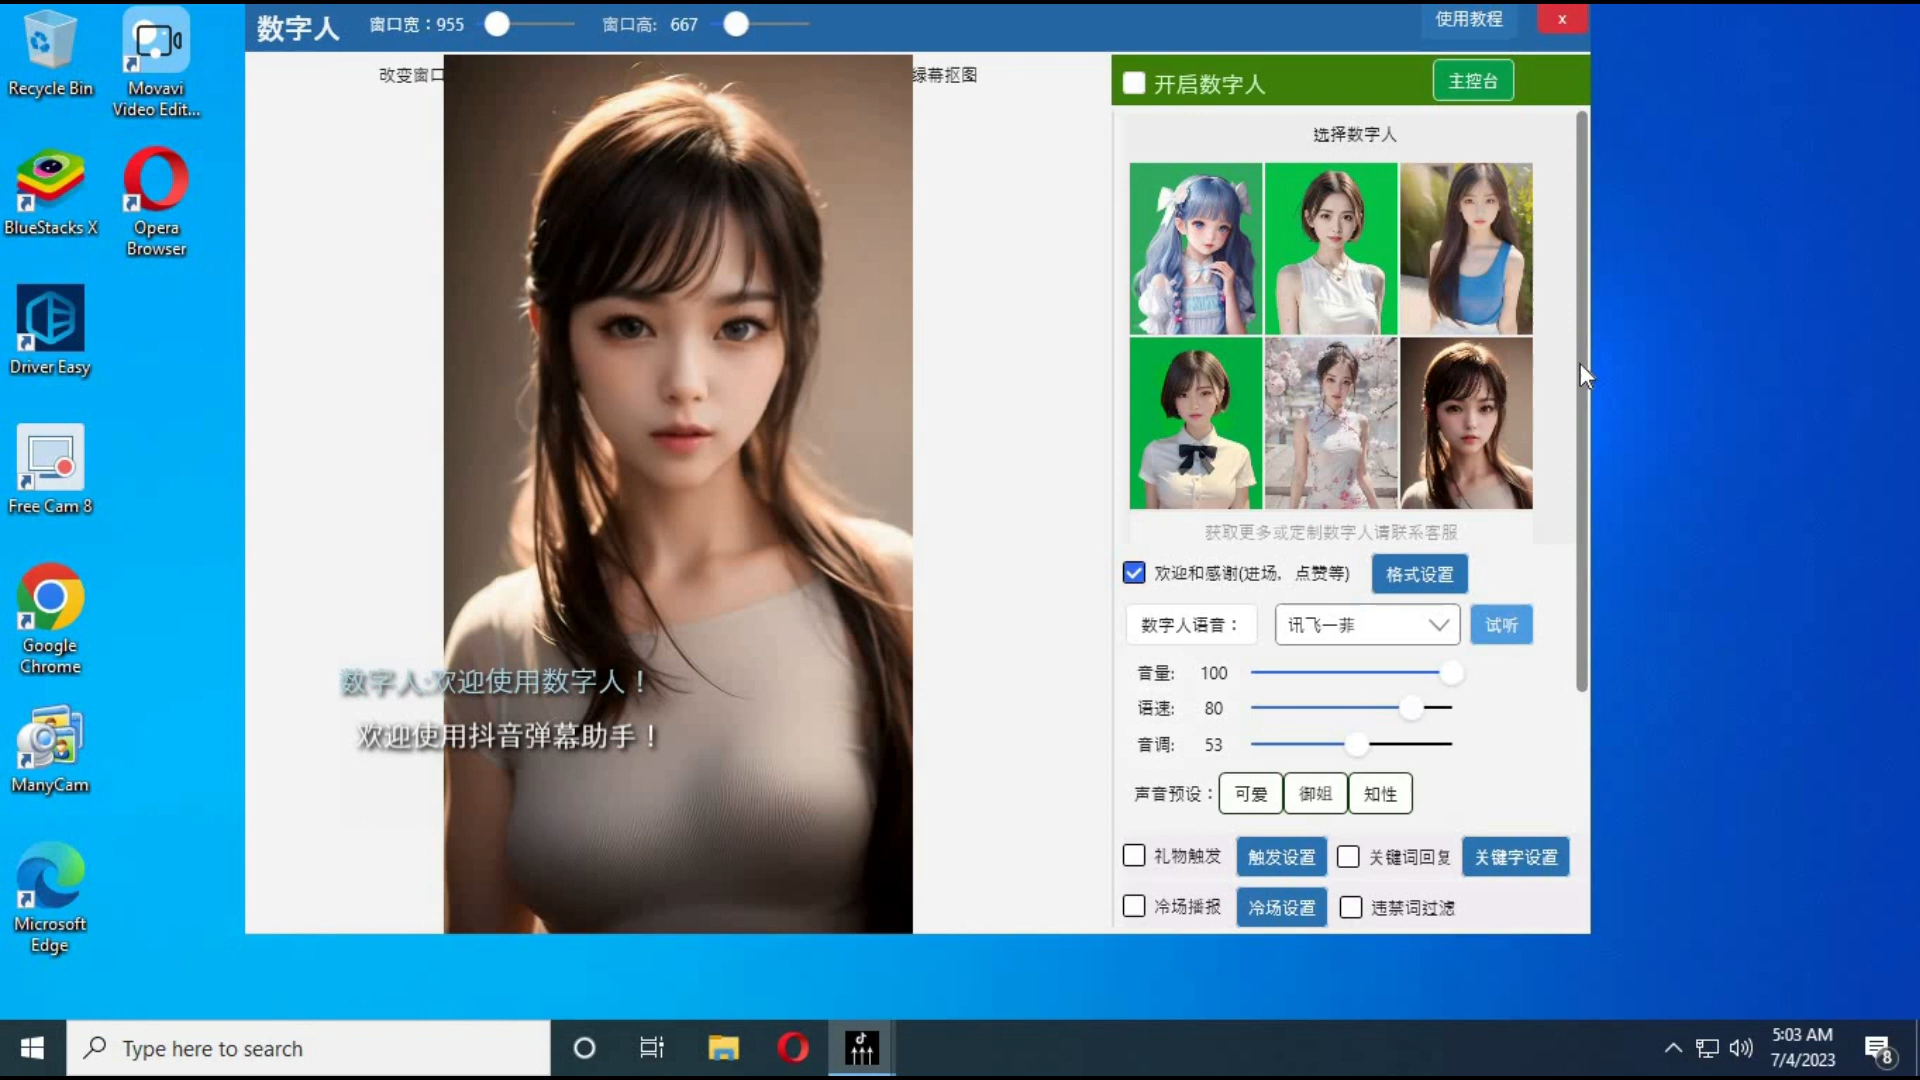 Recycle Bin
Movavi
Video Edit...
BlueStacks X
Opera
Browser
Driver Easy
Free Cam 8
Google
Chrome
ManyCam
Microsoft
Edge
数字人
窗口宽：955
窗口高: 667
使用教程
x
改变窗口
绿幕抠图
数字人:欢迎使用数字人！
欢迎使用抖音弹幕助手！
开启数字人
主控台
选择数字人
获取更多或定制数字人请联系客服
欢迎和感谢(进场，点赞等)
格式设置
数字人语音：
讯飞一菲
试听
音量: 100
语速: 80
音调: 53
声音预设：
可爱
御姐
知性
礼物触发
触发设置
关键词回复
关键字设置
冷场播报
冷场设置
违禁词过滤
Type here to search
5:03 AM
7/4/2023
8